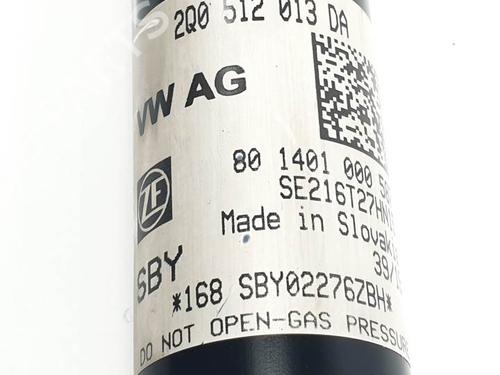 2Q0 512 013 DA
VW AG
80 1401 000
ZF
SE216T27HN
Made in Slovak
SBY
39/
*168 SBY02276ZBH*
DO NOT OPEN-GAS PRESSURE